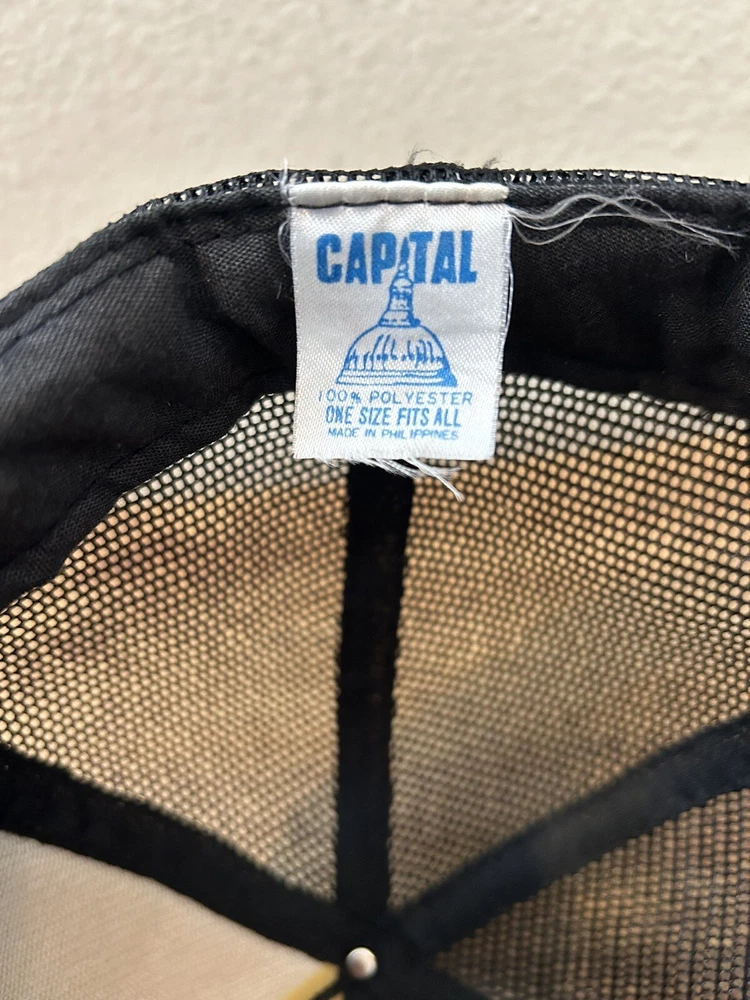 CAPITAL
100% POLYESTER
ONE SIZE FITS ALL
MADE IN PHILIPPINES